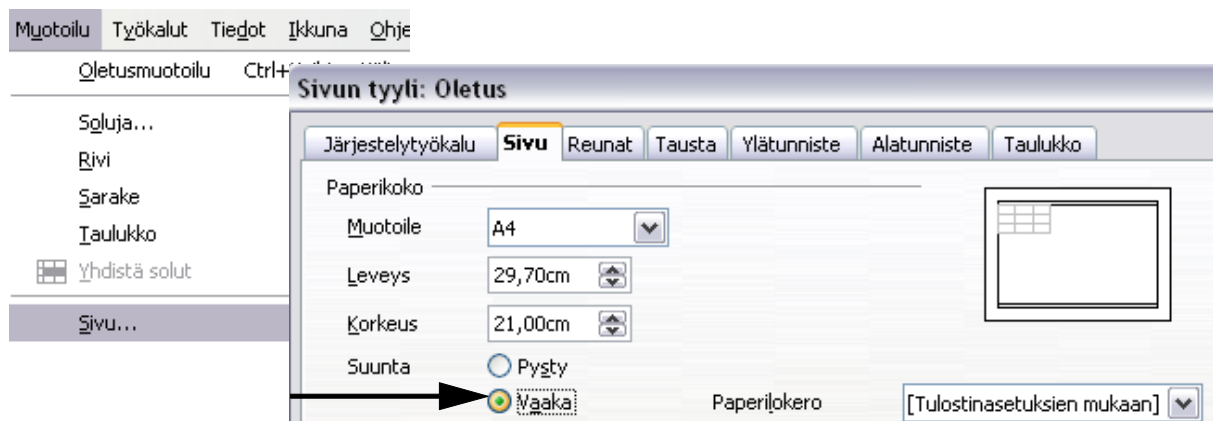 Muotoilu Työkalut Tiedot Ikkuna Ohje
Oletusmuotoilu Ctrl+
Soluja...
Rivi
Sarake
Taulukko
Yhdistä solut
Sivu...
Sivun tyyli: Oletus
Järjestelytyökalu Sivu Reunat Tausta Ylätunniste Alatunniste Taulukko
Paperikoko
Muotoile A4
Leveys 29,70cm
Korkeus 21,00cm
Suunta Pysty
Vaaka Paperilokero [Tulostinasetuksien mukaan]